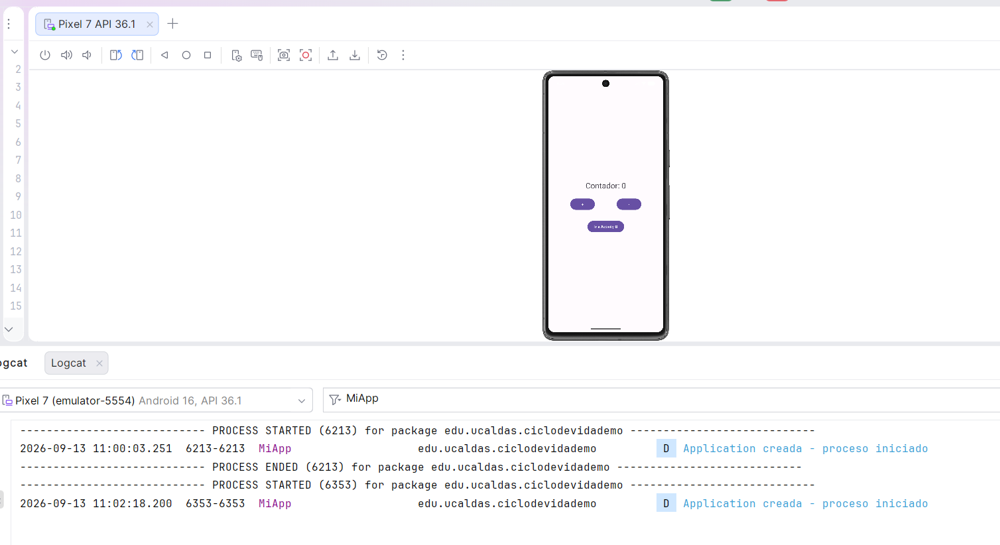 Pixel 7 API 36.1
2
3
4
5
6
7
8
9
10
11
12
13
14
15
Contador: 0
+
-
Ir a Activity B
ogcat
Logcat
Pixel 7 (emulator-5554) Android 16, API 36.1
MiApp
---------------------------- PROCESS STARTED (6213) for package edu.ucaldas.ciclodevidademo ----------------------------
2026-09-13 11:00:03.251 6213-6213 MiApp edu.ucaldas.ciclodevidademo D Application creada - proceso iniciado
---------------------------- PROCESS ENDED (6213) for package edu.ucaldas.ciclodevidademo ----------------------------
---------------------------- PROCESS STARTED (6353) for package edu.ucaldas.ciclodevidademo ----------------------------
2026-09-13 11:02:18.200 6353-6353 MiApp edu.ucaldas.ciclodevidademo D Application creada - proceso iniciado